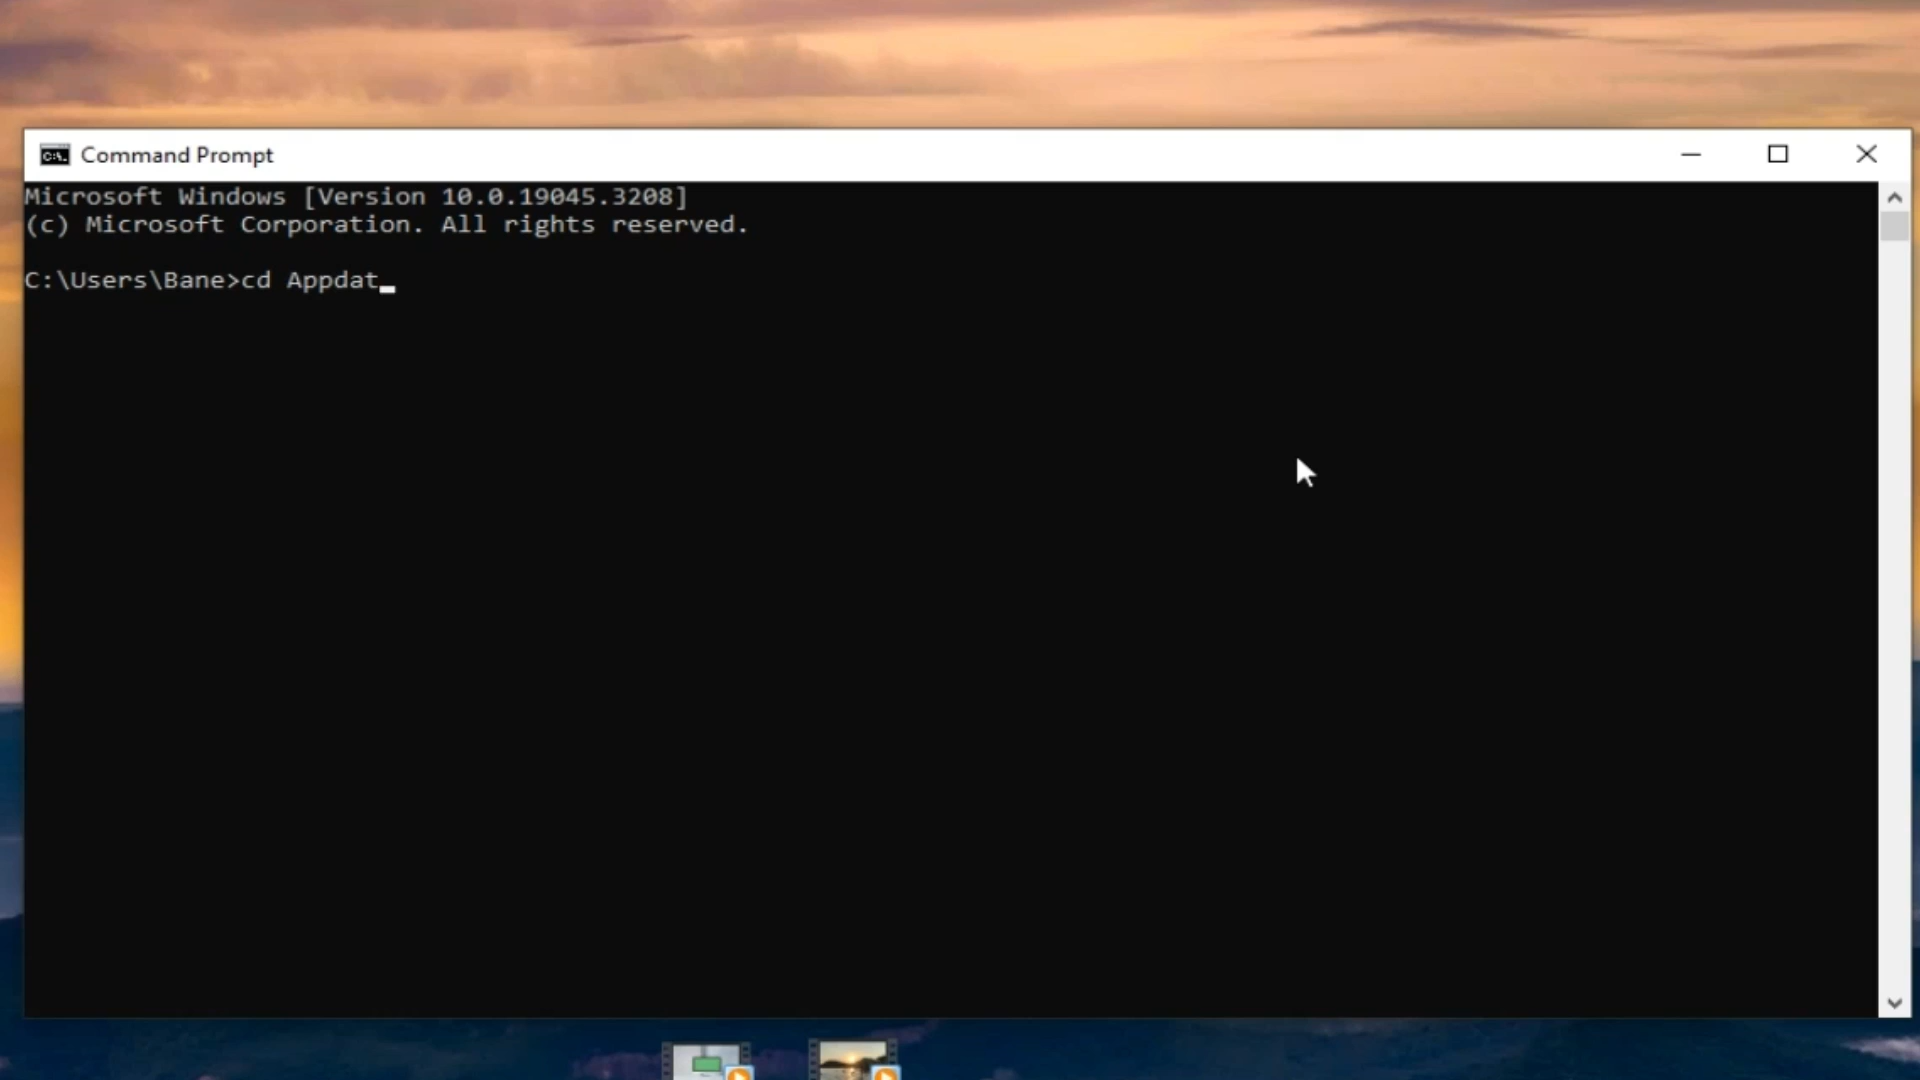 Command Prompt
Microsoft Windows [Version 10.0.19045.3208]
(c) Microsoft Corporation. All rights reserved.
C:\Users\Bane>cd Appdat